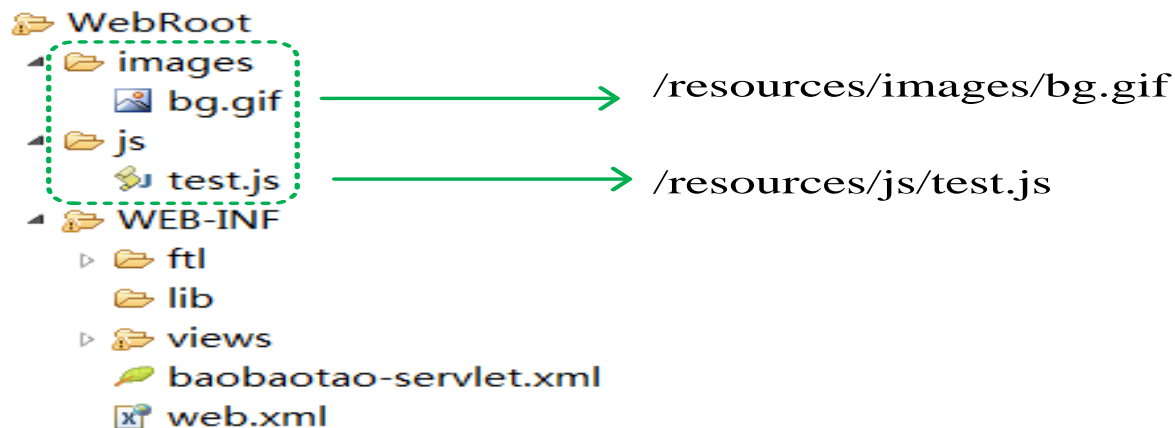 WebRoot
images
bg.gif
/resources/images/bg.gif
js
test.js
/resources/js/test.js
WEB-INF
ftl
lib
views
baobaotao-servlet.xml
web.xml